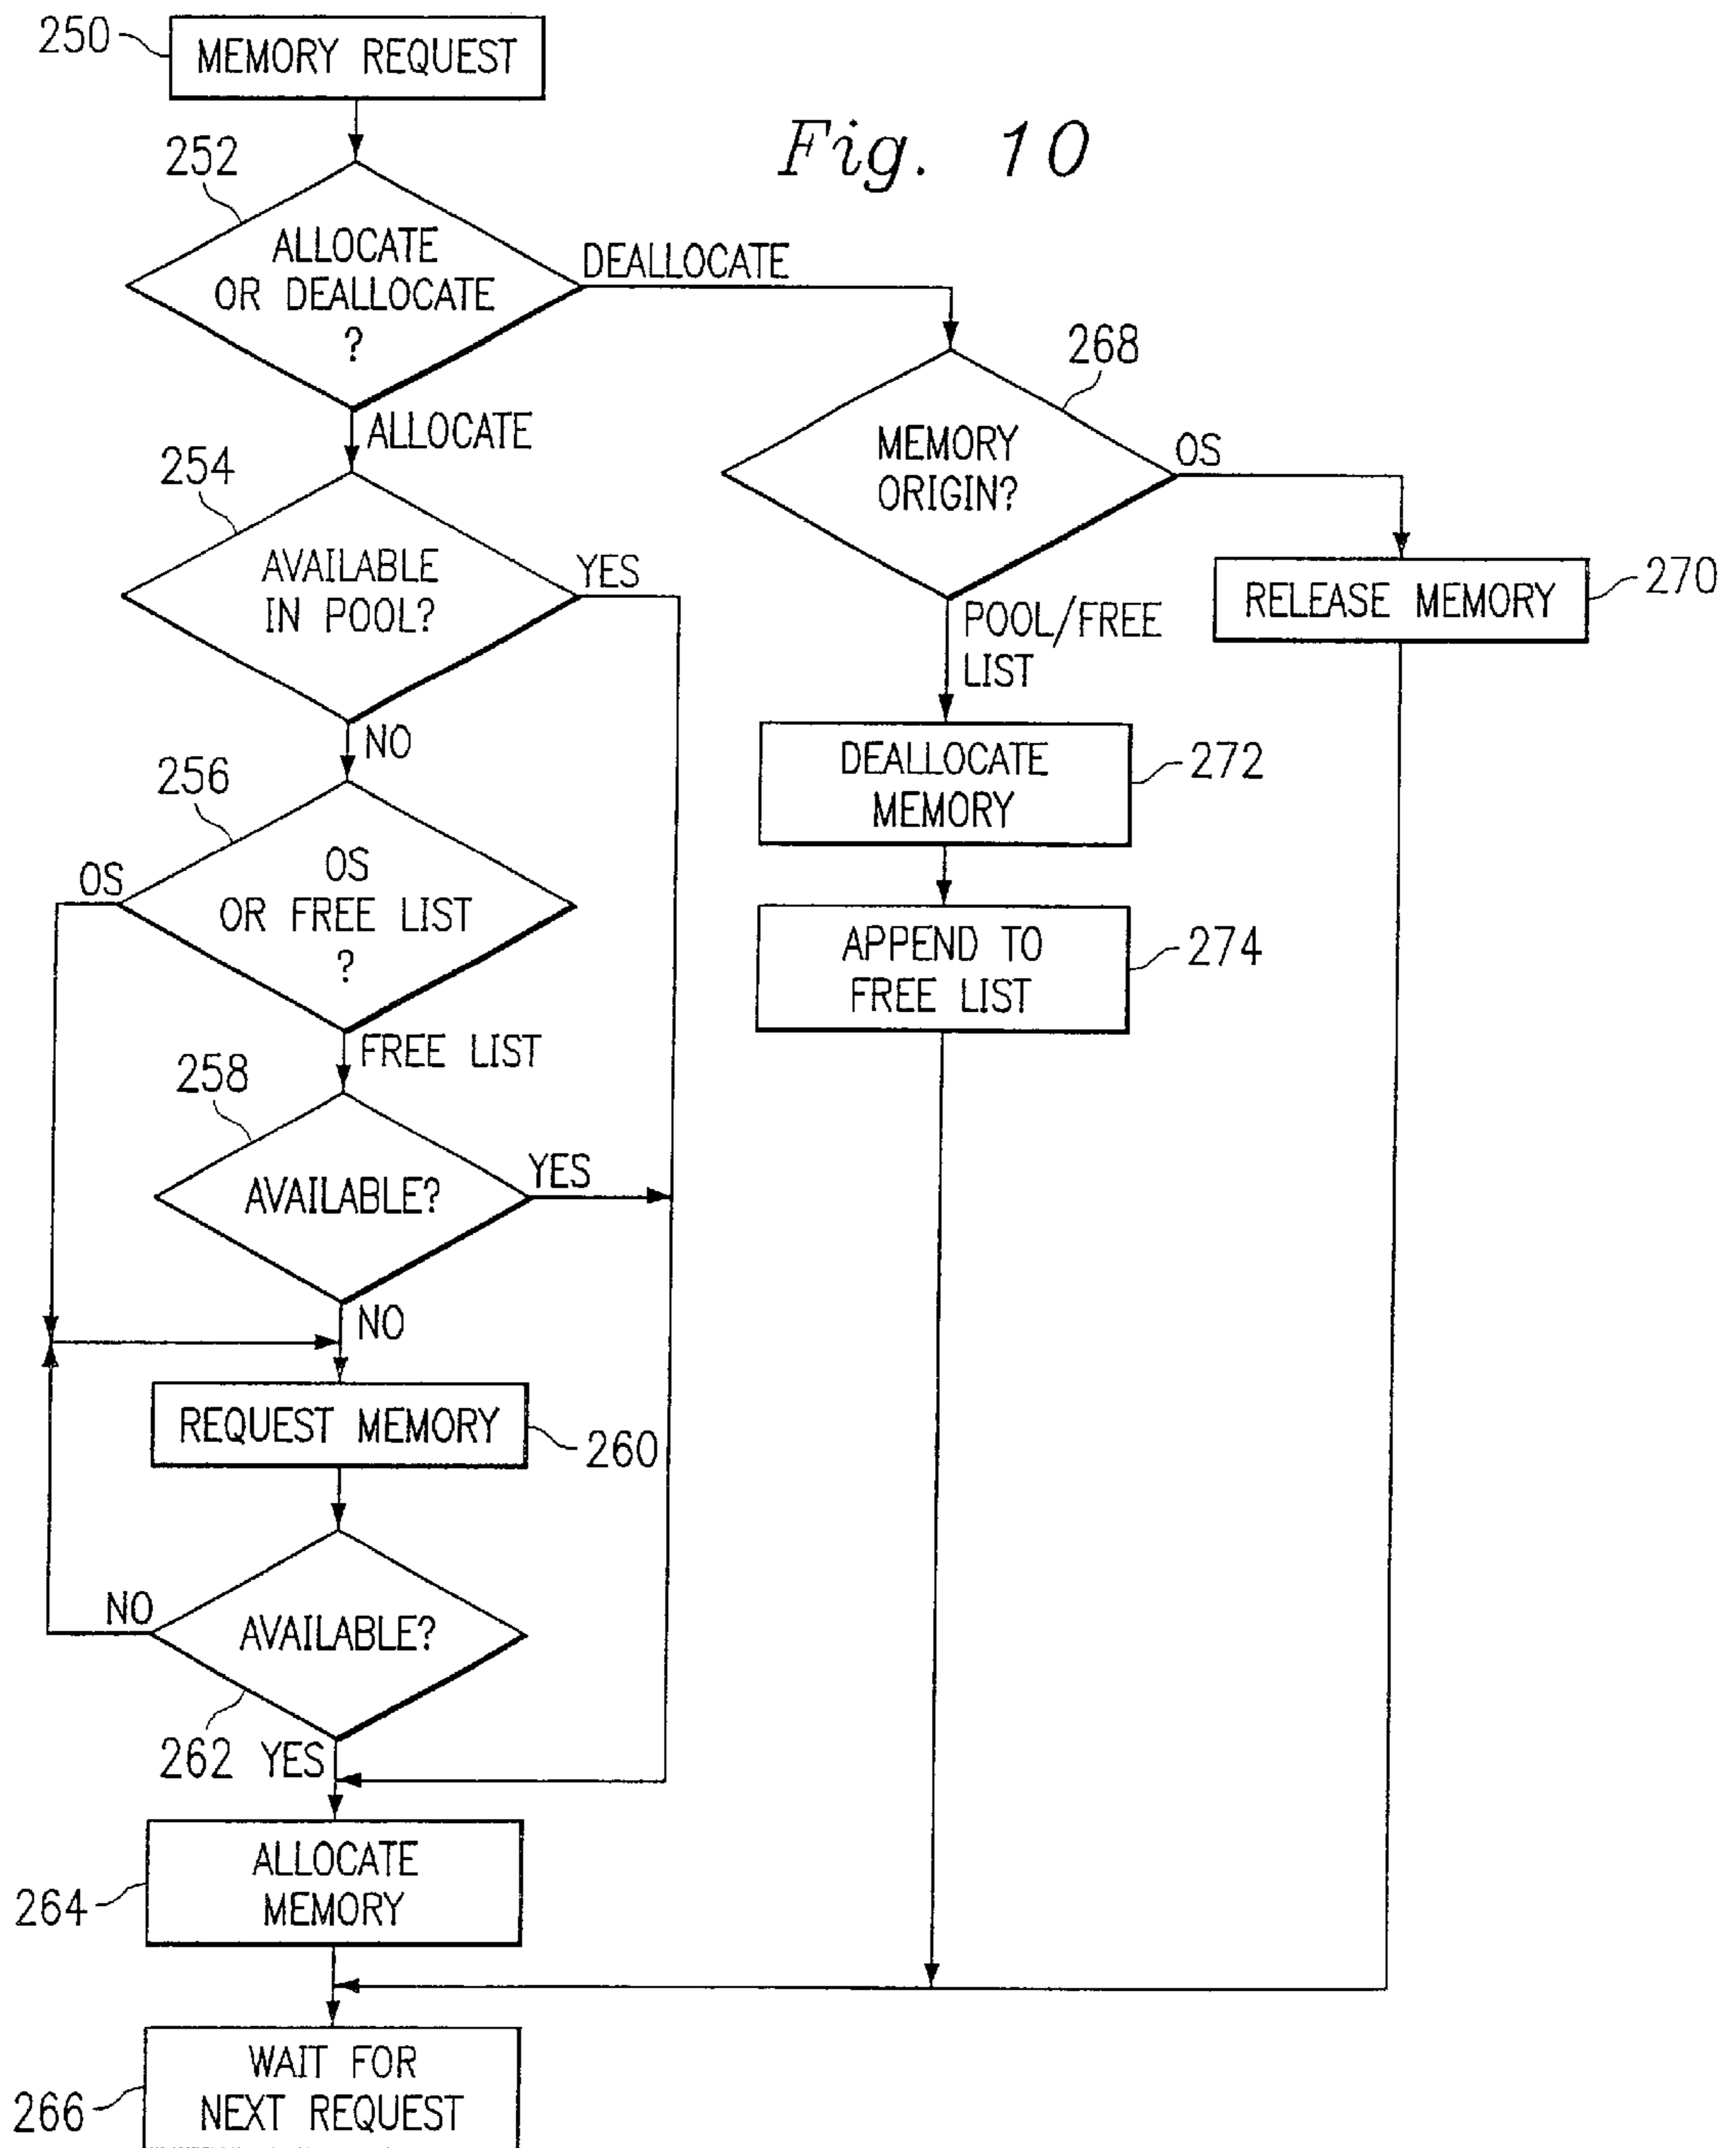 250
MEMORY REQUEST
Fig. 10
252
ALLOCATE
OR DEALLOCATE
?
DEALLOCATE
ALLOCATE
268
MEMORY
ORIGIN?
OS
254
AVAILABLE
IN POOL?
YES
NO
RELEASE MEMORY
270
POOL/FREE
LIST
DEALLOCATE
MEMORY
272
256
OS
OS
OR FREE LIST
?
FREE LIST
APPEND TO
FREE LIST
274
258
AVAILABLE?
YES
NO
REQUEST MEMORY
260
NO
AVAILABLE?
262
YES
264
ALLOCATE
MEMORY
266
WAIT FOR
NEXT REQUEST